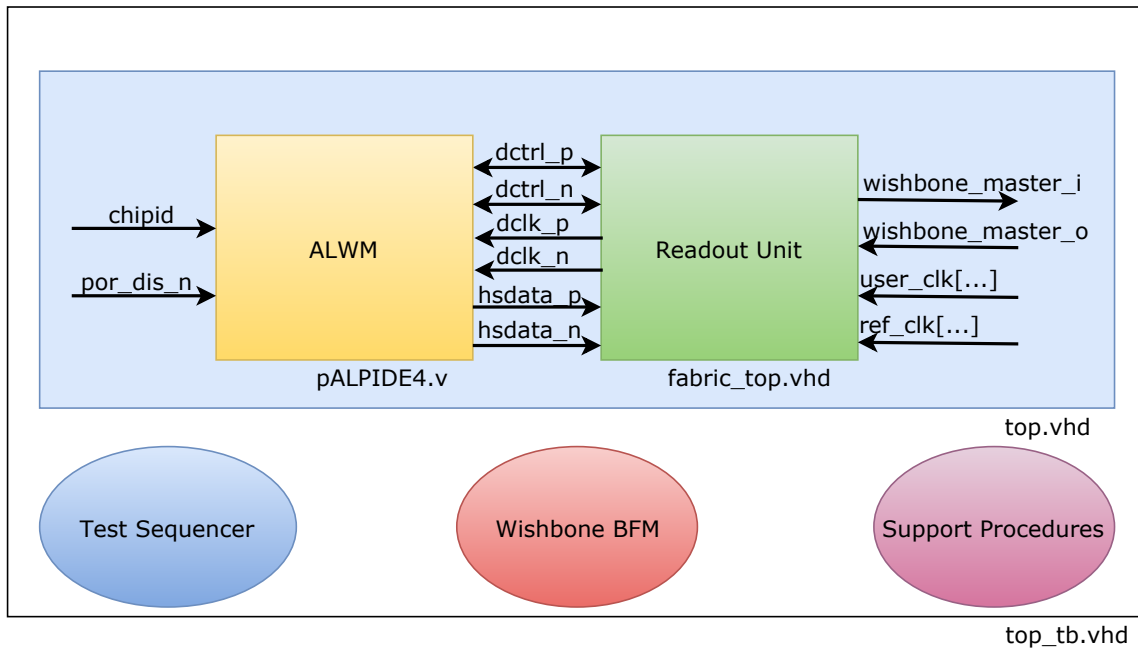 dctrl_p
dctrl_n
dclk_p
dclk_n
hsdata_p
hsdata_n
chipid
por_dis_n
ALWM
Readout Unit
wishbone_master_i
wishbone_master_o
user_clk[...]
ref_clk[...]
pALPIDE4.v
fabric_top.vhd
top.vhd
Test Sequencer
Wishbone BFM
Support Procedures
top_tb.vhd